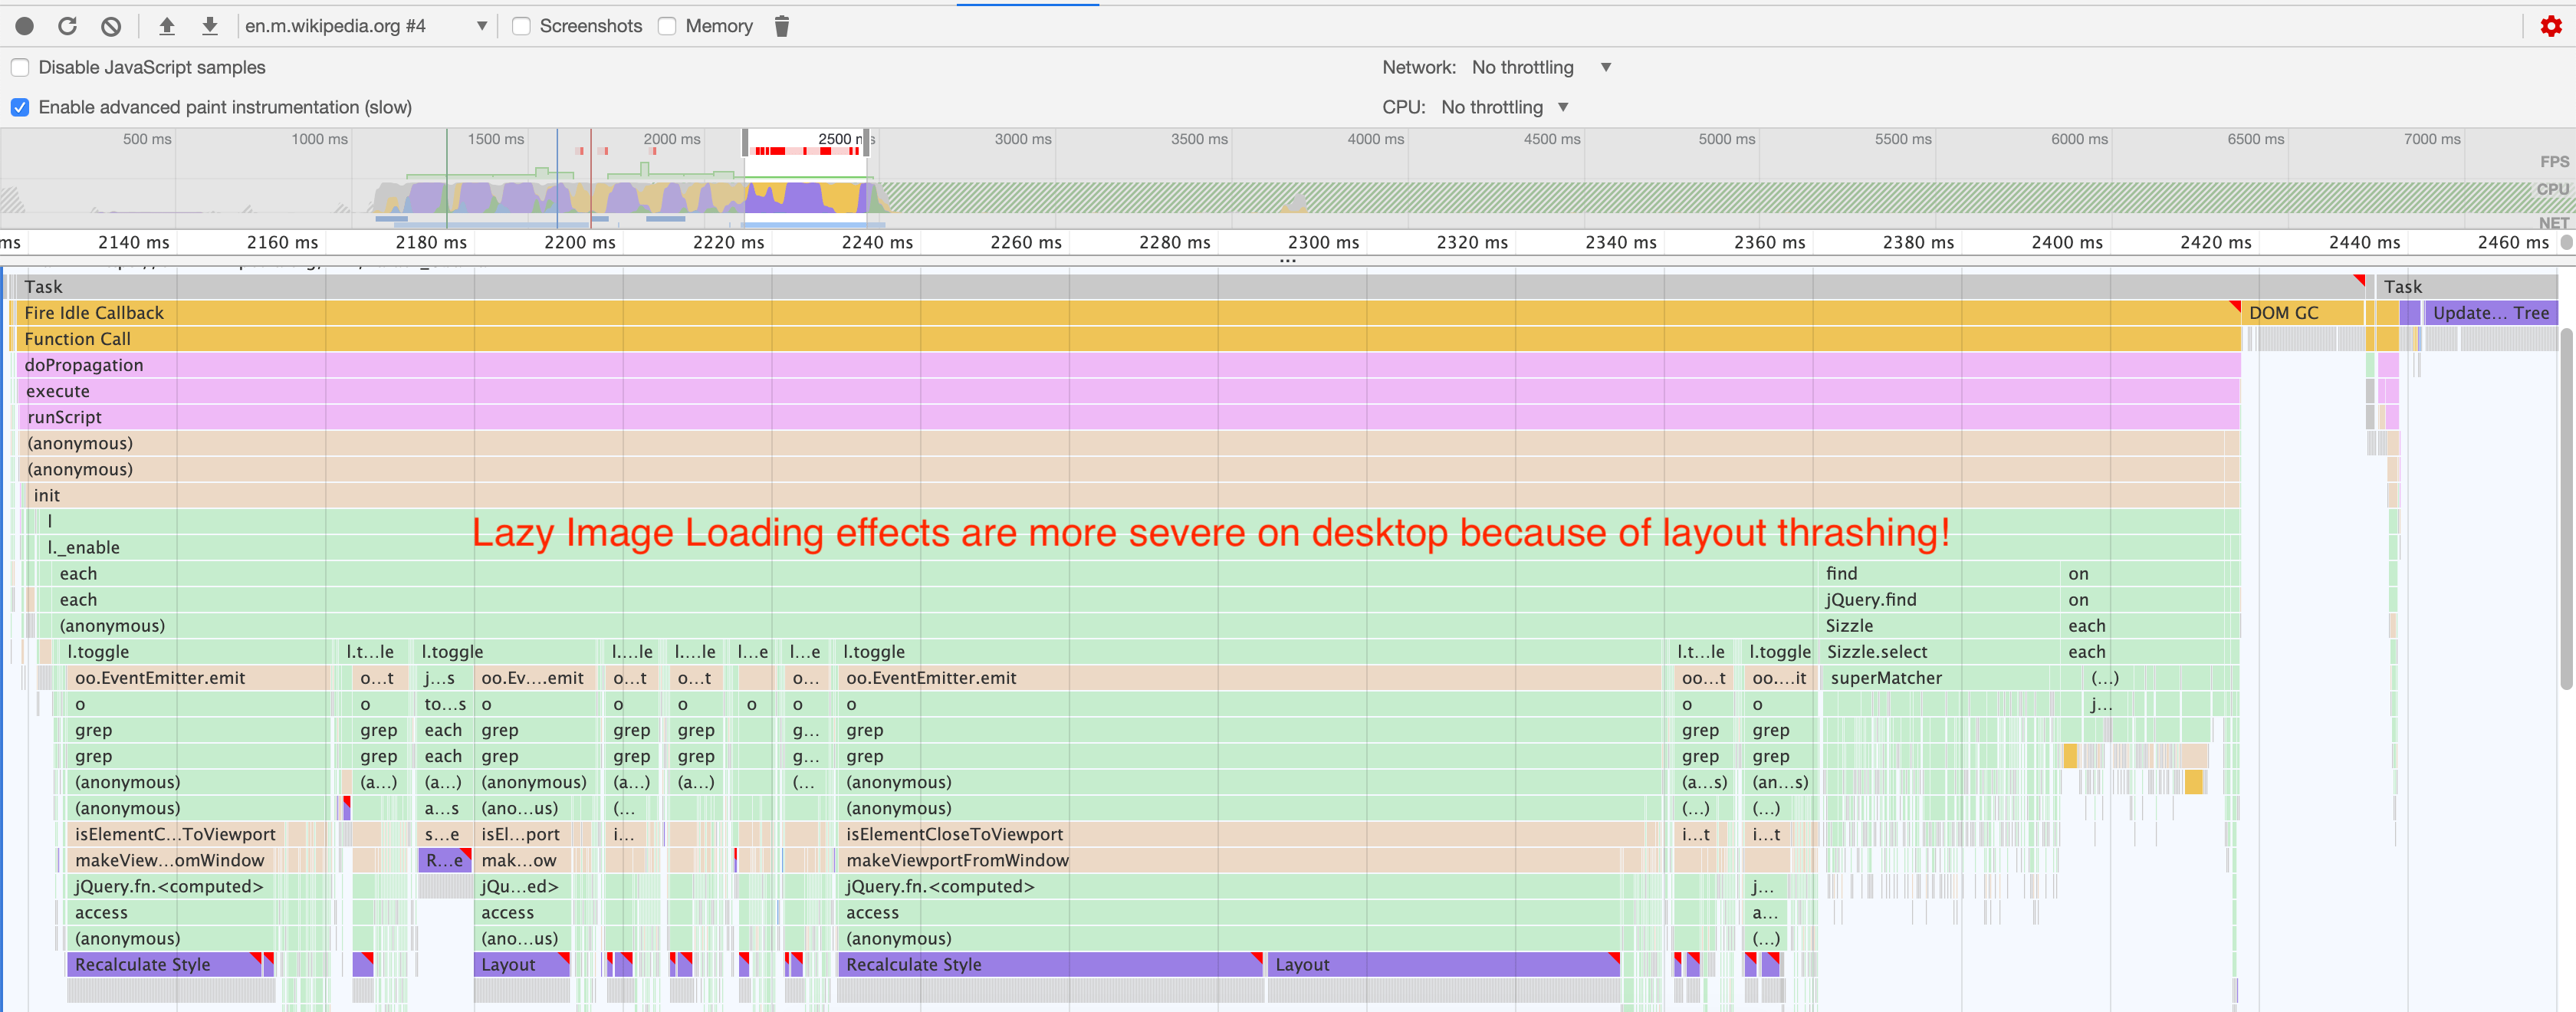 en.m.wikipedia.org #4 Screenshots Memory
Disable JavaScript samples Network: No throttling
Enable advanced paint instrumentation (slow) CPU: No throttling
500 ms 1000 ms 1500 ms 2000 ms 2500 3000 ms 3500 ms 4000 ms 4500 ms 5000 ms 5500 ms 6000 ms 6500 ms 7000 ms
FPS
CPU
NET
ms 2140 ms 2160 ms 2180 ms 2200 ms 2220 ms 2240 ms 2260 ms 2280 ms 2300 ms 2320 ms 2340 ms 2360 ms 2380 ms 2400 ms 2420 ms 2440 ms 2460 ms
...
Task Task
Fire Idle Callback DOM GC Update… Tree
Function Call
doPropagation
execute
runScript
(anonymous)
(anonymous)
init
l
Lazy Image Loading effects are more severe on desktop because of layout thrashing!
l._enable
each find on
each jQuery.find on
(anonymous) Sizzle each
l.toggle l.t…le l.toggle l.…le l.…le l…e l…e l.toggle l.t…le l.toggle Sizzle.select each
oo.EventEmitter.emit o…t j…s oo.Ev….emit o…t o…t o… oo.EventEmitter.emit oo…t oo.…it superMatcher (…)
o o to…s o o o o o o o o j…
grep grep each grep grep grep g… grep grep grep
grep grep each grep grep grep g… grep grep grep
(anonymous) (a…) (a…) (anonymous) (a…) (a…) (… (anonymous) (a…s) (an…s)
(anonymous) a…s (ano…us) (… (anonymous) (…) (…)
isElementC…ToViewport s…e isEl…port i… isElementCloseToViewport i…t i…t
makeView…omWindow R…e mak…ow makeViewportFromWindow
jQuery.fn.<computed> jQu…ed> jQuery.fn.<computed> j…
access access access a…
(anonymous) (ano…us) (anonymous) (…)
Recalculate Style Layout Recalculate Style Layout